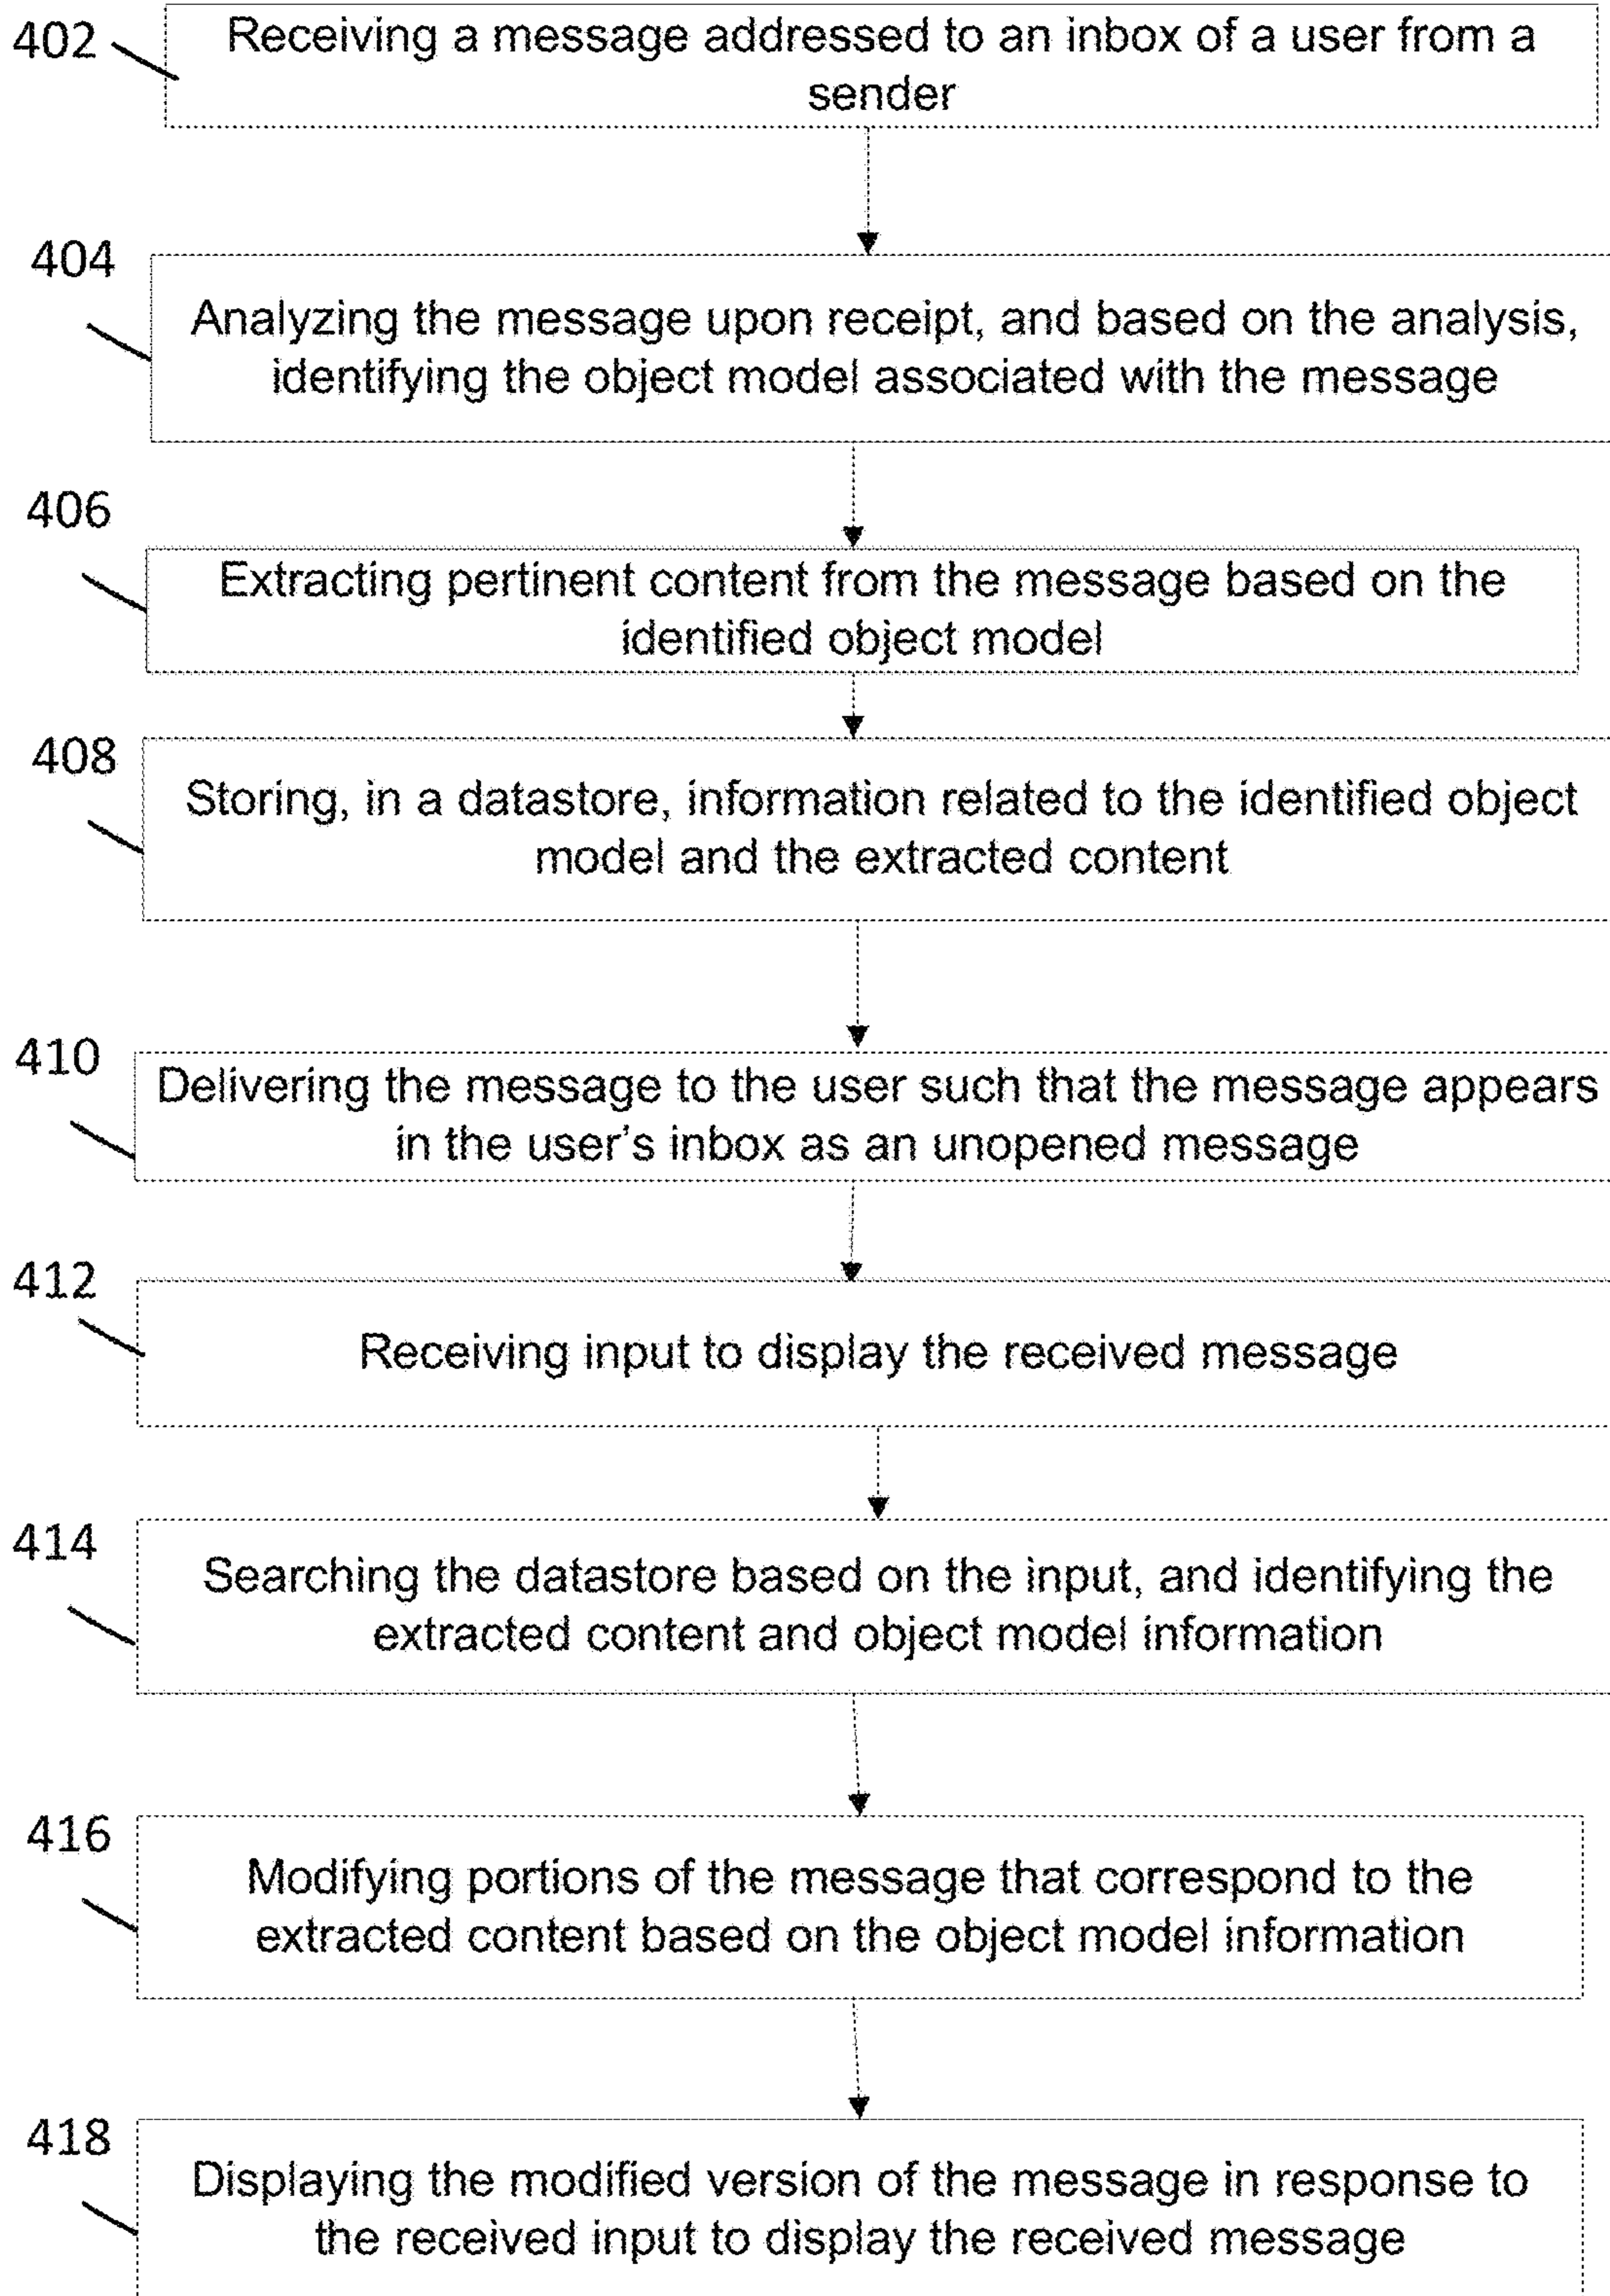 402
Receiving a message addressed to an inbox of a user from a
sender
404
Analyzing the message upon receipt, and based on the analysis,
identifying the object model associated with the message
406
Extracting pertinent content from the message based on the
identified object model
408
Storing, in a datastore, information related to the identified object
model and the extracted content
410
Delivering the message to the user such that the message appears
in the user's inbox as an unopened message
412
Receiving input to display the received message
414
Searching the datastore based on the input, and identifying the
extracted content and object model information
416
Modifying portions of the message that correspond to the
extracted content based on the object model information
418
Displaying the modified version of the message in response to
the received input to display the received message